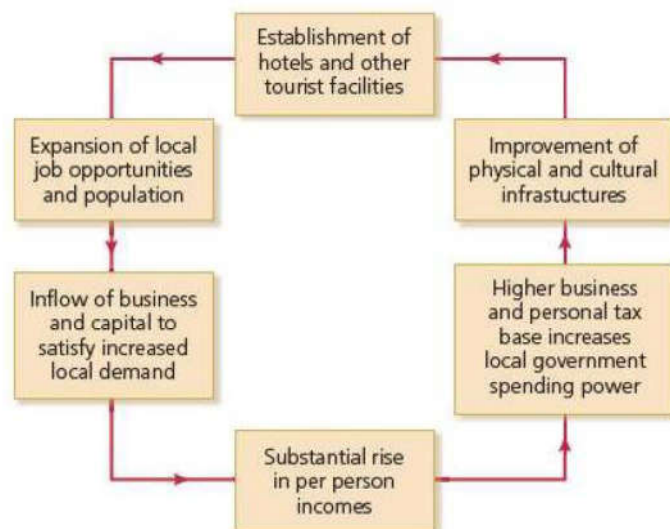 Establishment of
hotels and other
tourist facilities
Expansion of local
job opportunities
and population
Inflow of business
and capital to
satisfy increased
local demand
Substantial rise
in per person
incomes
Higher business
and personal tax
base increases
local government
spending power
Improvement of
physical and cultural
infrastuctures